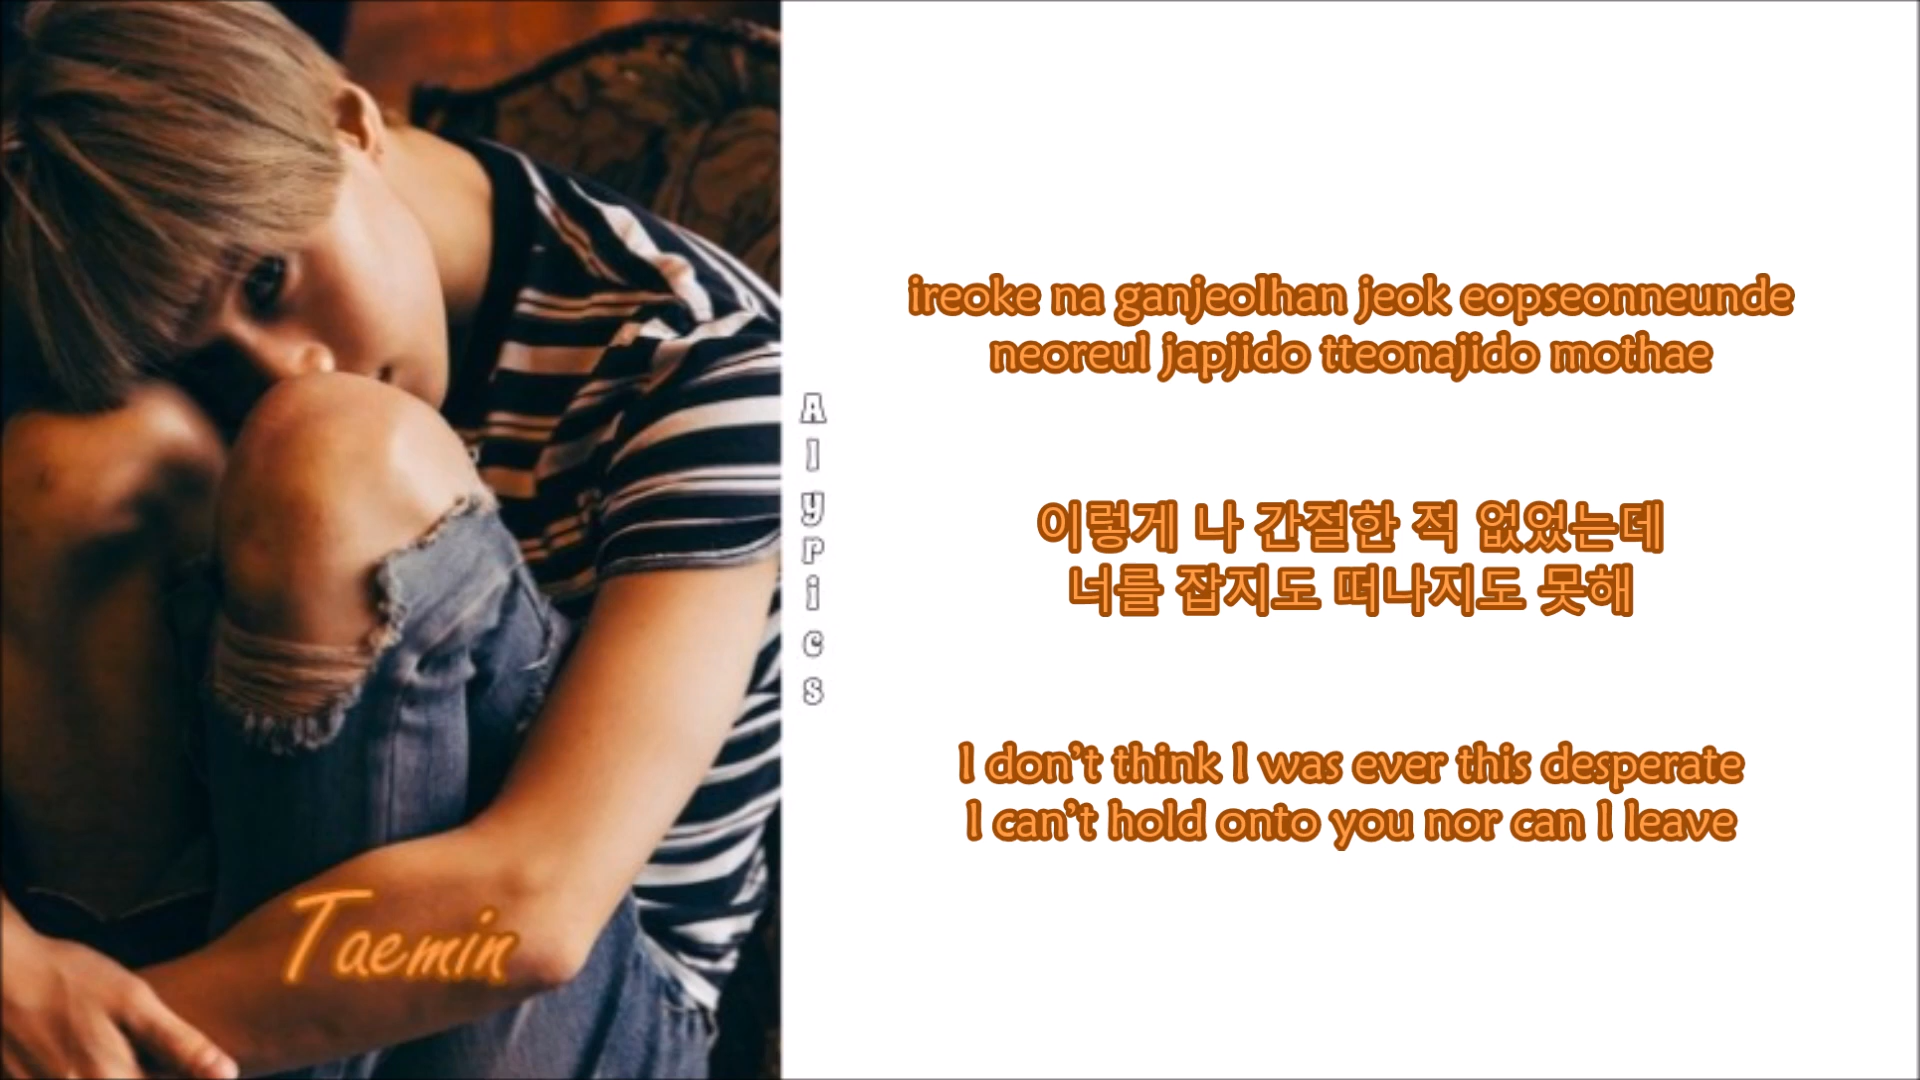 ireoke na ganjeolhan jeok eopseonneunde
neoreul japjido tteonajido mothae
이렇게 나 간절한 적 없었는데
너를 잡지도 떠나지도 못해
I don't think I was ever this desperate
I can't hold onto you nor can I leave
Alypics
Taemin